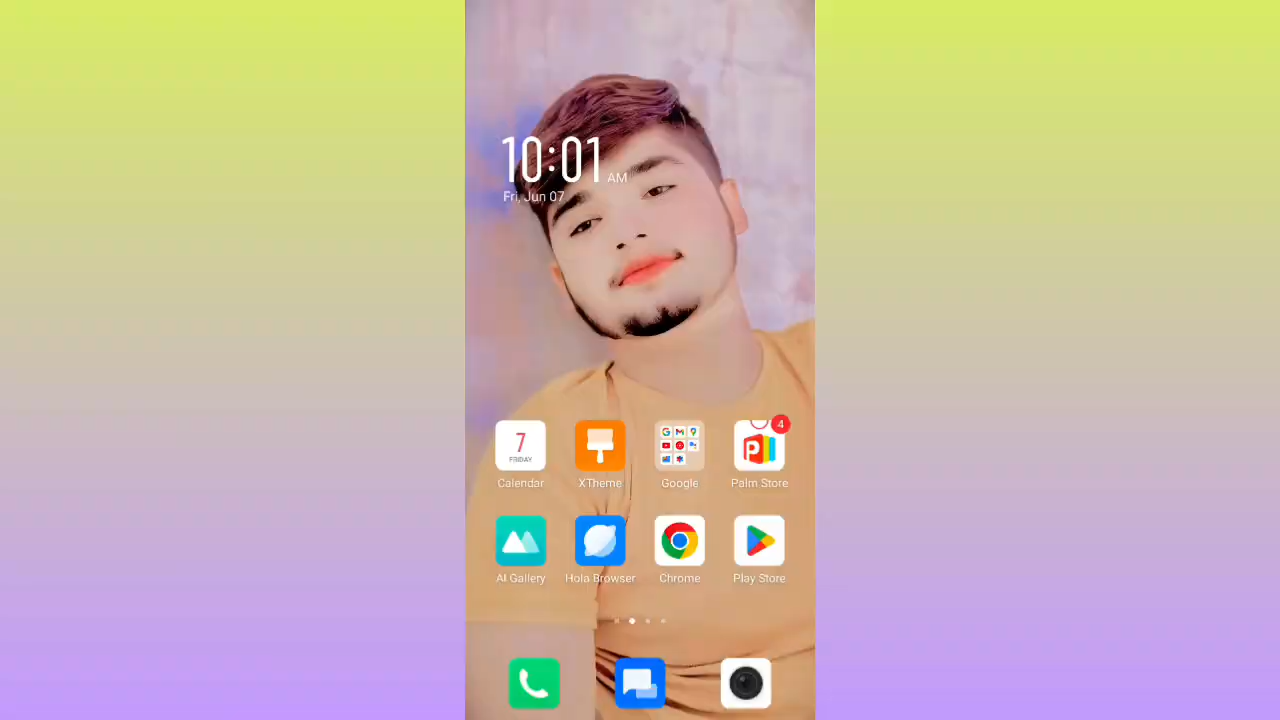 10:01 AM
Fri, Jun 07
4
7
FRIDAY
Calendar
XTheme
Google
Palm Store
AI Gallery
Hola Browser
Chrome
Play Store